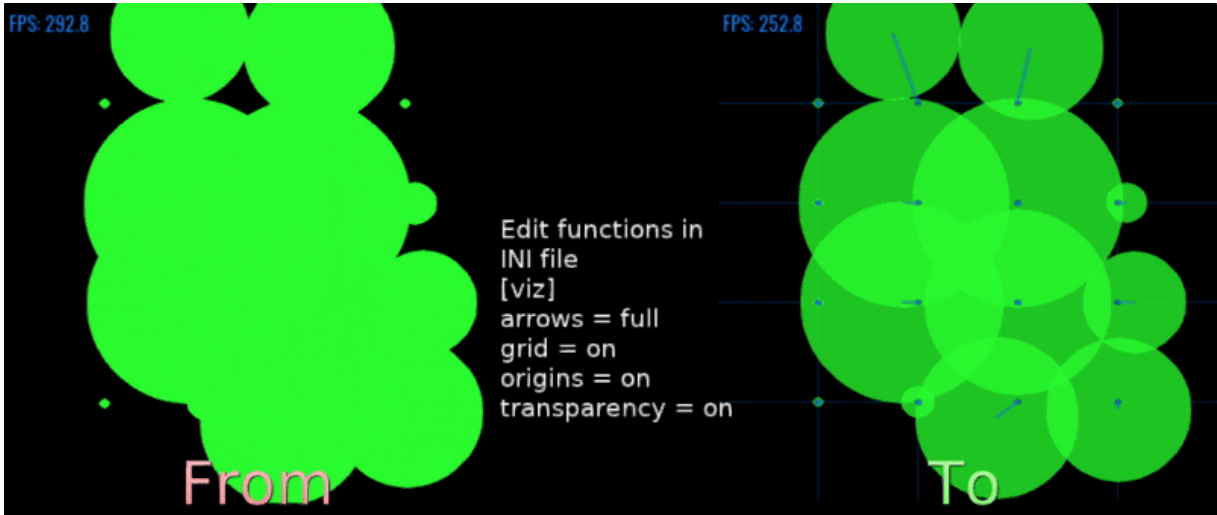 FPS: 292.8
FPS: 252.8
Edit functions in
INI file
[viz]
arrows = full
grid = on
origins = on
transparency = on
From
To